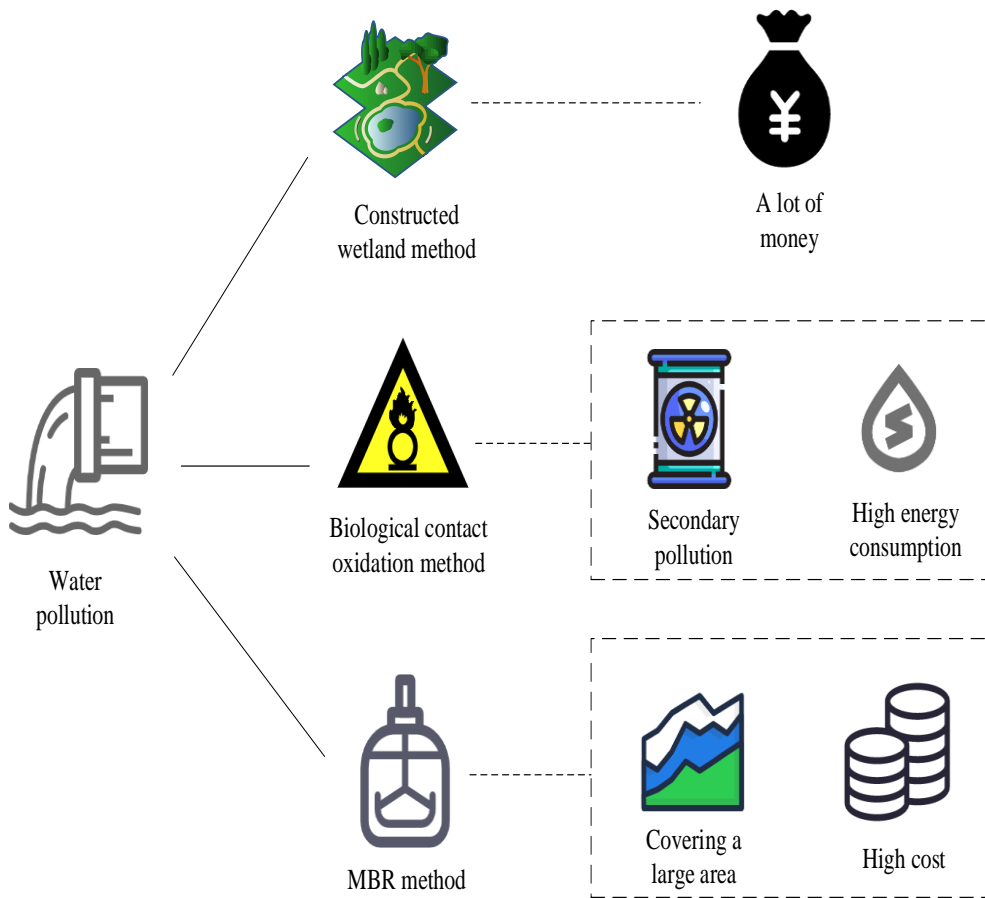 ¥
A lot of
money
Constructed
wetland method
Water
pollution
Biological contact
oxidation method
Secondary
pollution
High energy
consumption
MBR method
Covering a
large area
High cost